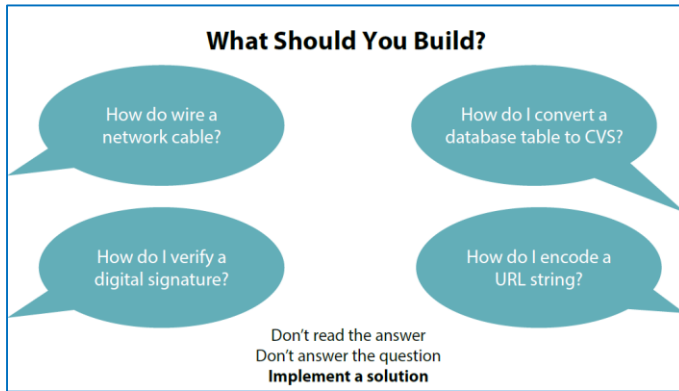 What Should You Build?
How do wire a
network cable?
How do I convert a
database table to CVS?
How do I verify a
digital signature?
How do I encode a
URL string?
Don't read the answer
Don't answer the question
Implement a solution